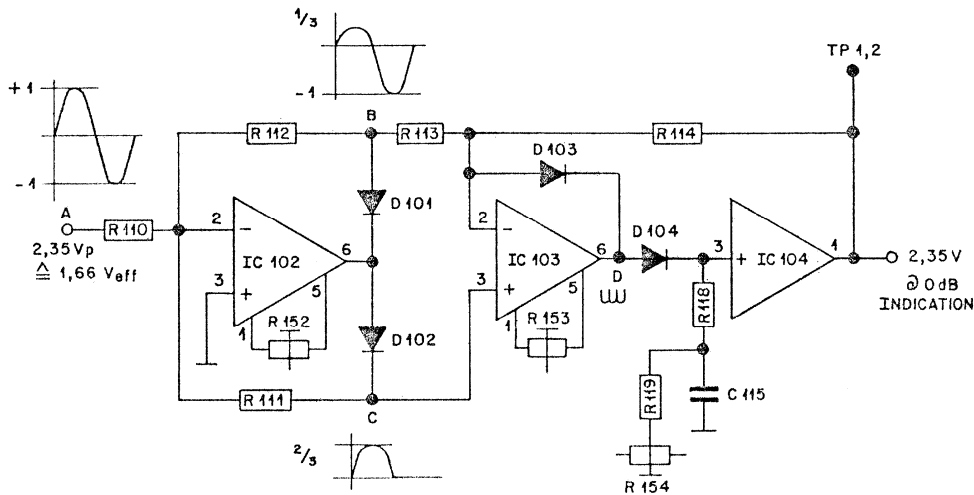 1/3
-1
TP 1,2
+1
-1
R 112
B
R 113
R 114
D 103
D 101
A
R 110
2
-
IC 102
6
3
+
5
1
R 152
2,35 Vp
≙ 1,66 Veff
D 102
2
-
IC 103
6
D
3
+
5
1
R 153
D 104
3
+
IC 104
1
2,35 V
∂ 0 dB
INDICATION
R 118
R 111
C
R 119
C 115
2/3
R 154